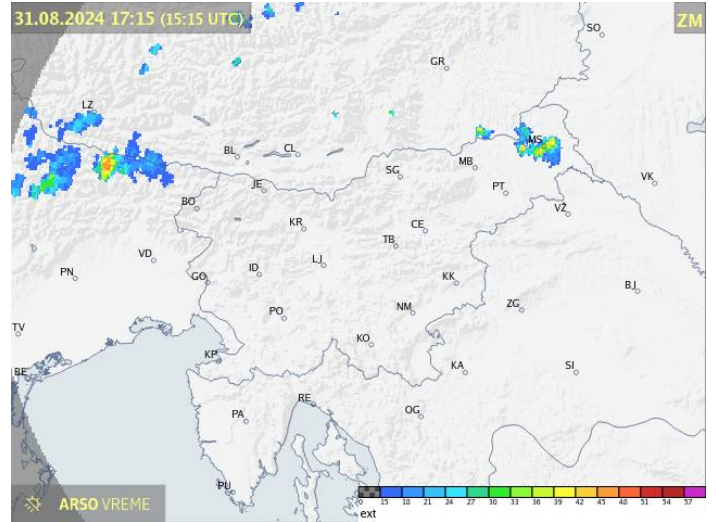 31.08.2024 17:15 (15:15 UTC)
ZM
SO
GR
LZ
MS
BL
CL
MB
SG
VK
JE
PT
BO
VŽ
KR
CE
TB
VD
LJ
PN
GO
ID
KK
BJ
PO
NM
ZG
TV
KO
KP
BE
KA
SI
RE
PA
OG
PU
ARSO VREME
0 15 18 21 24 27 30 33 36 39 42 45 48 51 54 57
ext